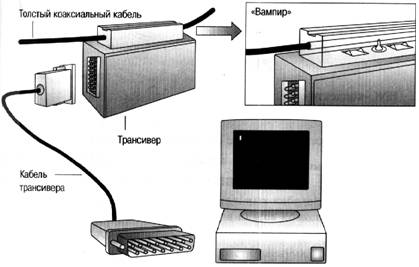 Толстый коаксиальный кабель
«Вампир»
Трансивер
Кабель
трансивера